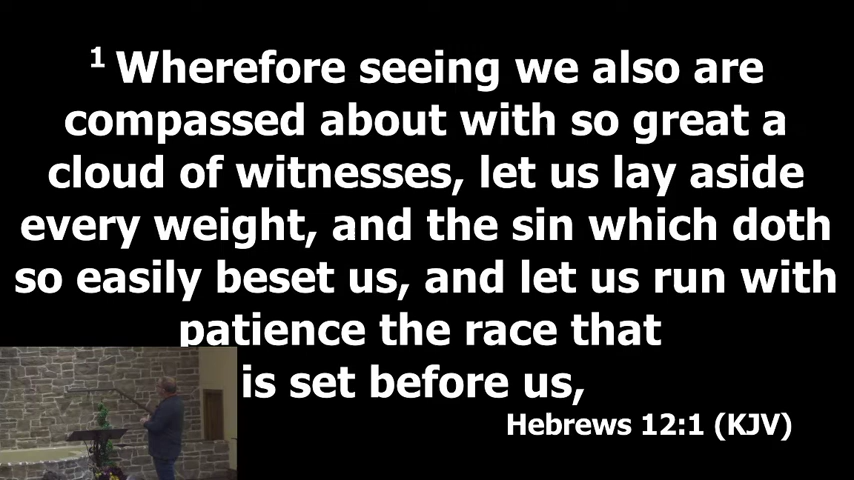 1 Wherefore seeing we also are
compassed about with so great a
cloud of witnesses, let us lay aside
every weight, and the sin which doth
so easily beset us, and let us run with
patience the race that
is set before us,
Hebrews 12:1 (KJV)